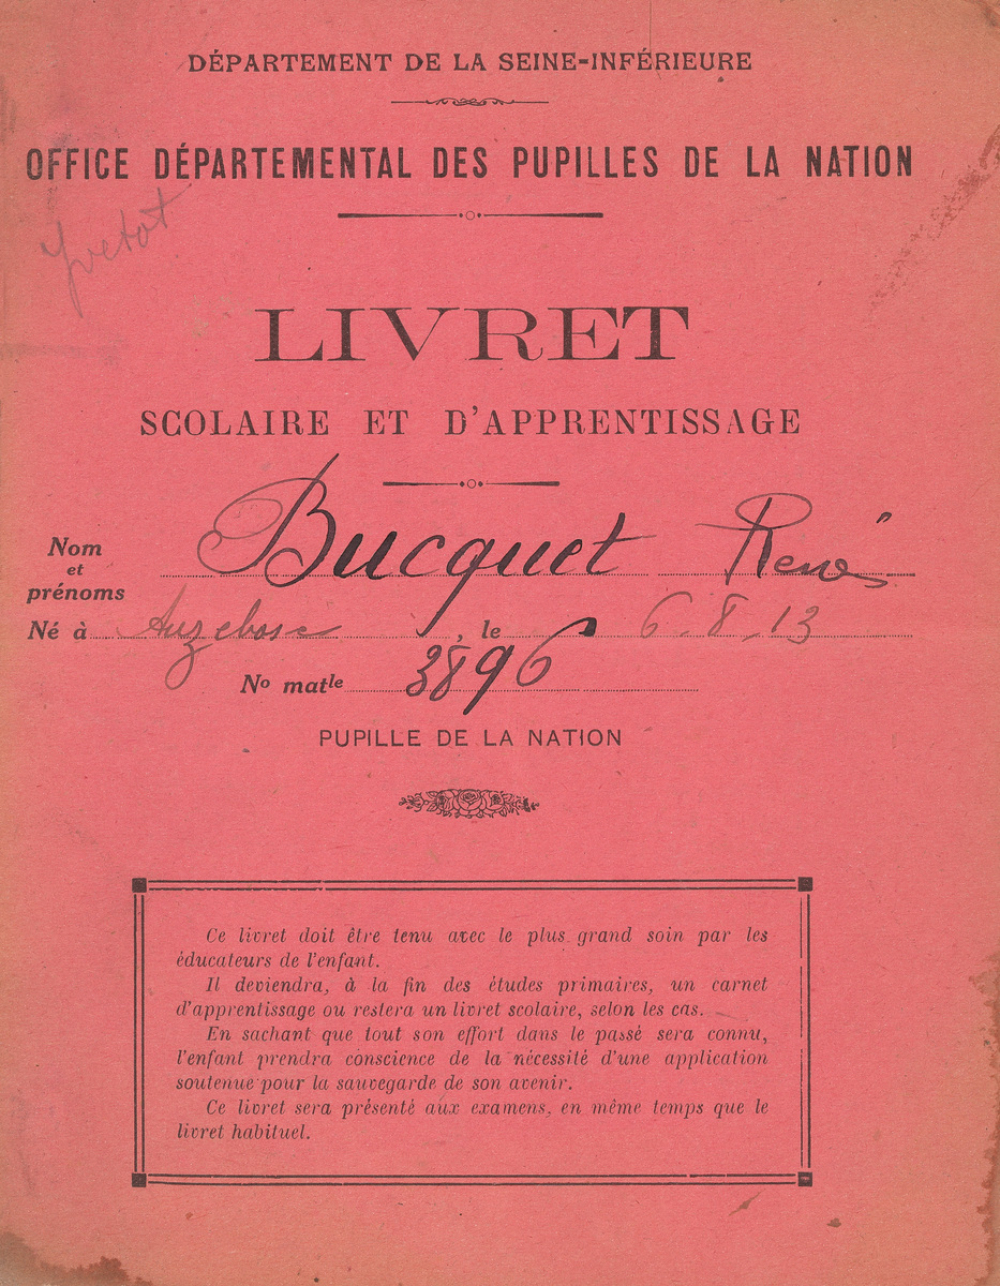 DÉPARTEMENT DE LA SEINE-INFÉRIEURE
OFFICE DÉPARTEMENTAL DES PUPILLES DE LA NATION
Yvetot
LIVRET
SCOLAIRE ET D'APPRENTISSAGE
Nom et prénoms Bucquet René
Né à Auzebosc, le 6.8.13
No matle 3896
PUPILLE DE LA NATION
Ce livret doit être tenu avec le plus grand soin par les
éducateurs de l'enfant.
Il deviendra, à la fin des études primaires, un carnet
d'apprentissage ou restera un livret scolaire, selon les cas.
En sachant que tout son effort dans le passé sera connu,
l'enfant prendra conscience de la nécessité d'une application
soutenue pour la sauvegarde de son avenir.
Ce livret sera présenté aux examens, en même temps que le
livret habituel.